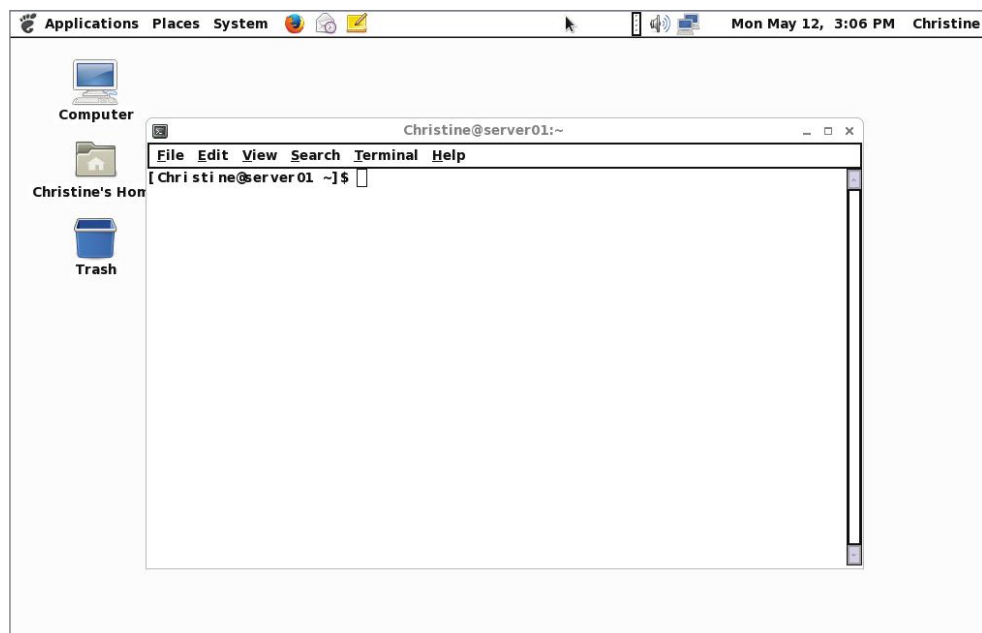 Applications Places System Mon May 12, 3:06 PM Christine
Computer
Christine's Hom
Trash
Christine@server01:~
File Edit View Search Terminal Help
[Christine@server01 ~]$